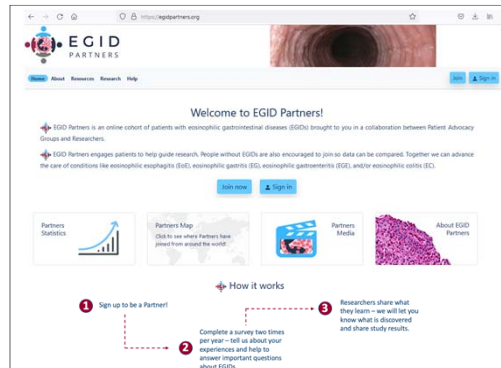 https://egidpartners.org
EGID
PARTNERS
Home About Resources Research Help
Join Sign in
Welcome to EGID Partners!
EGID Partners is an online cohort of patients with eosinophilic gastrointestinal diseases (EGIDs) brought to you in a collaboration between Patient Advocacy
Groups and Researchers.
EGID Partners engages patients to help guide research. People without EGIDs are also encouraged to join so data can be compared. Together we can advance
the care of conditions like eosinophilic esophagitis (EoE), eosinophilic gastritis (EG), eosinophilic gastroenteritis (EGE), and/or eosinophilic colitis (EC).
Join now Sign in
Partners
Statistics
Partners Map
Click to see where Partners have
joined from around the world!
Partners
Media
About EGID
Partners
How it works
1 Sign up to be a Partner!
2 Complete a survey two times
per year – tell us about your
experiences and help to
answer important questions
about EGIDs.
3 Researchers share what
they learn – we will let you
know what is discovered
and share study results.